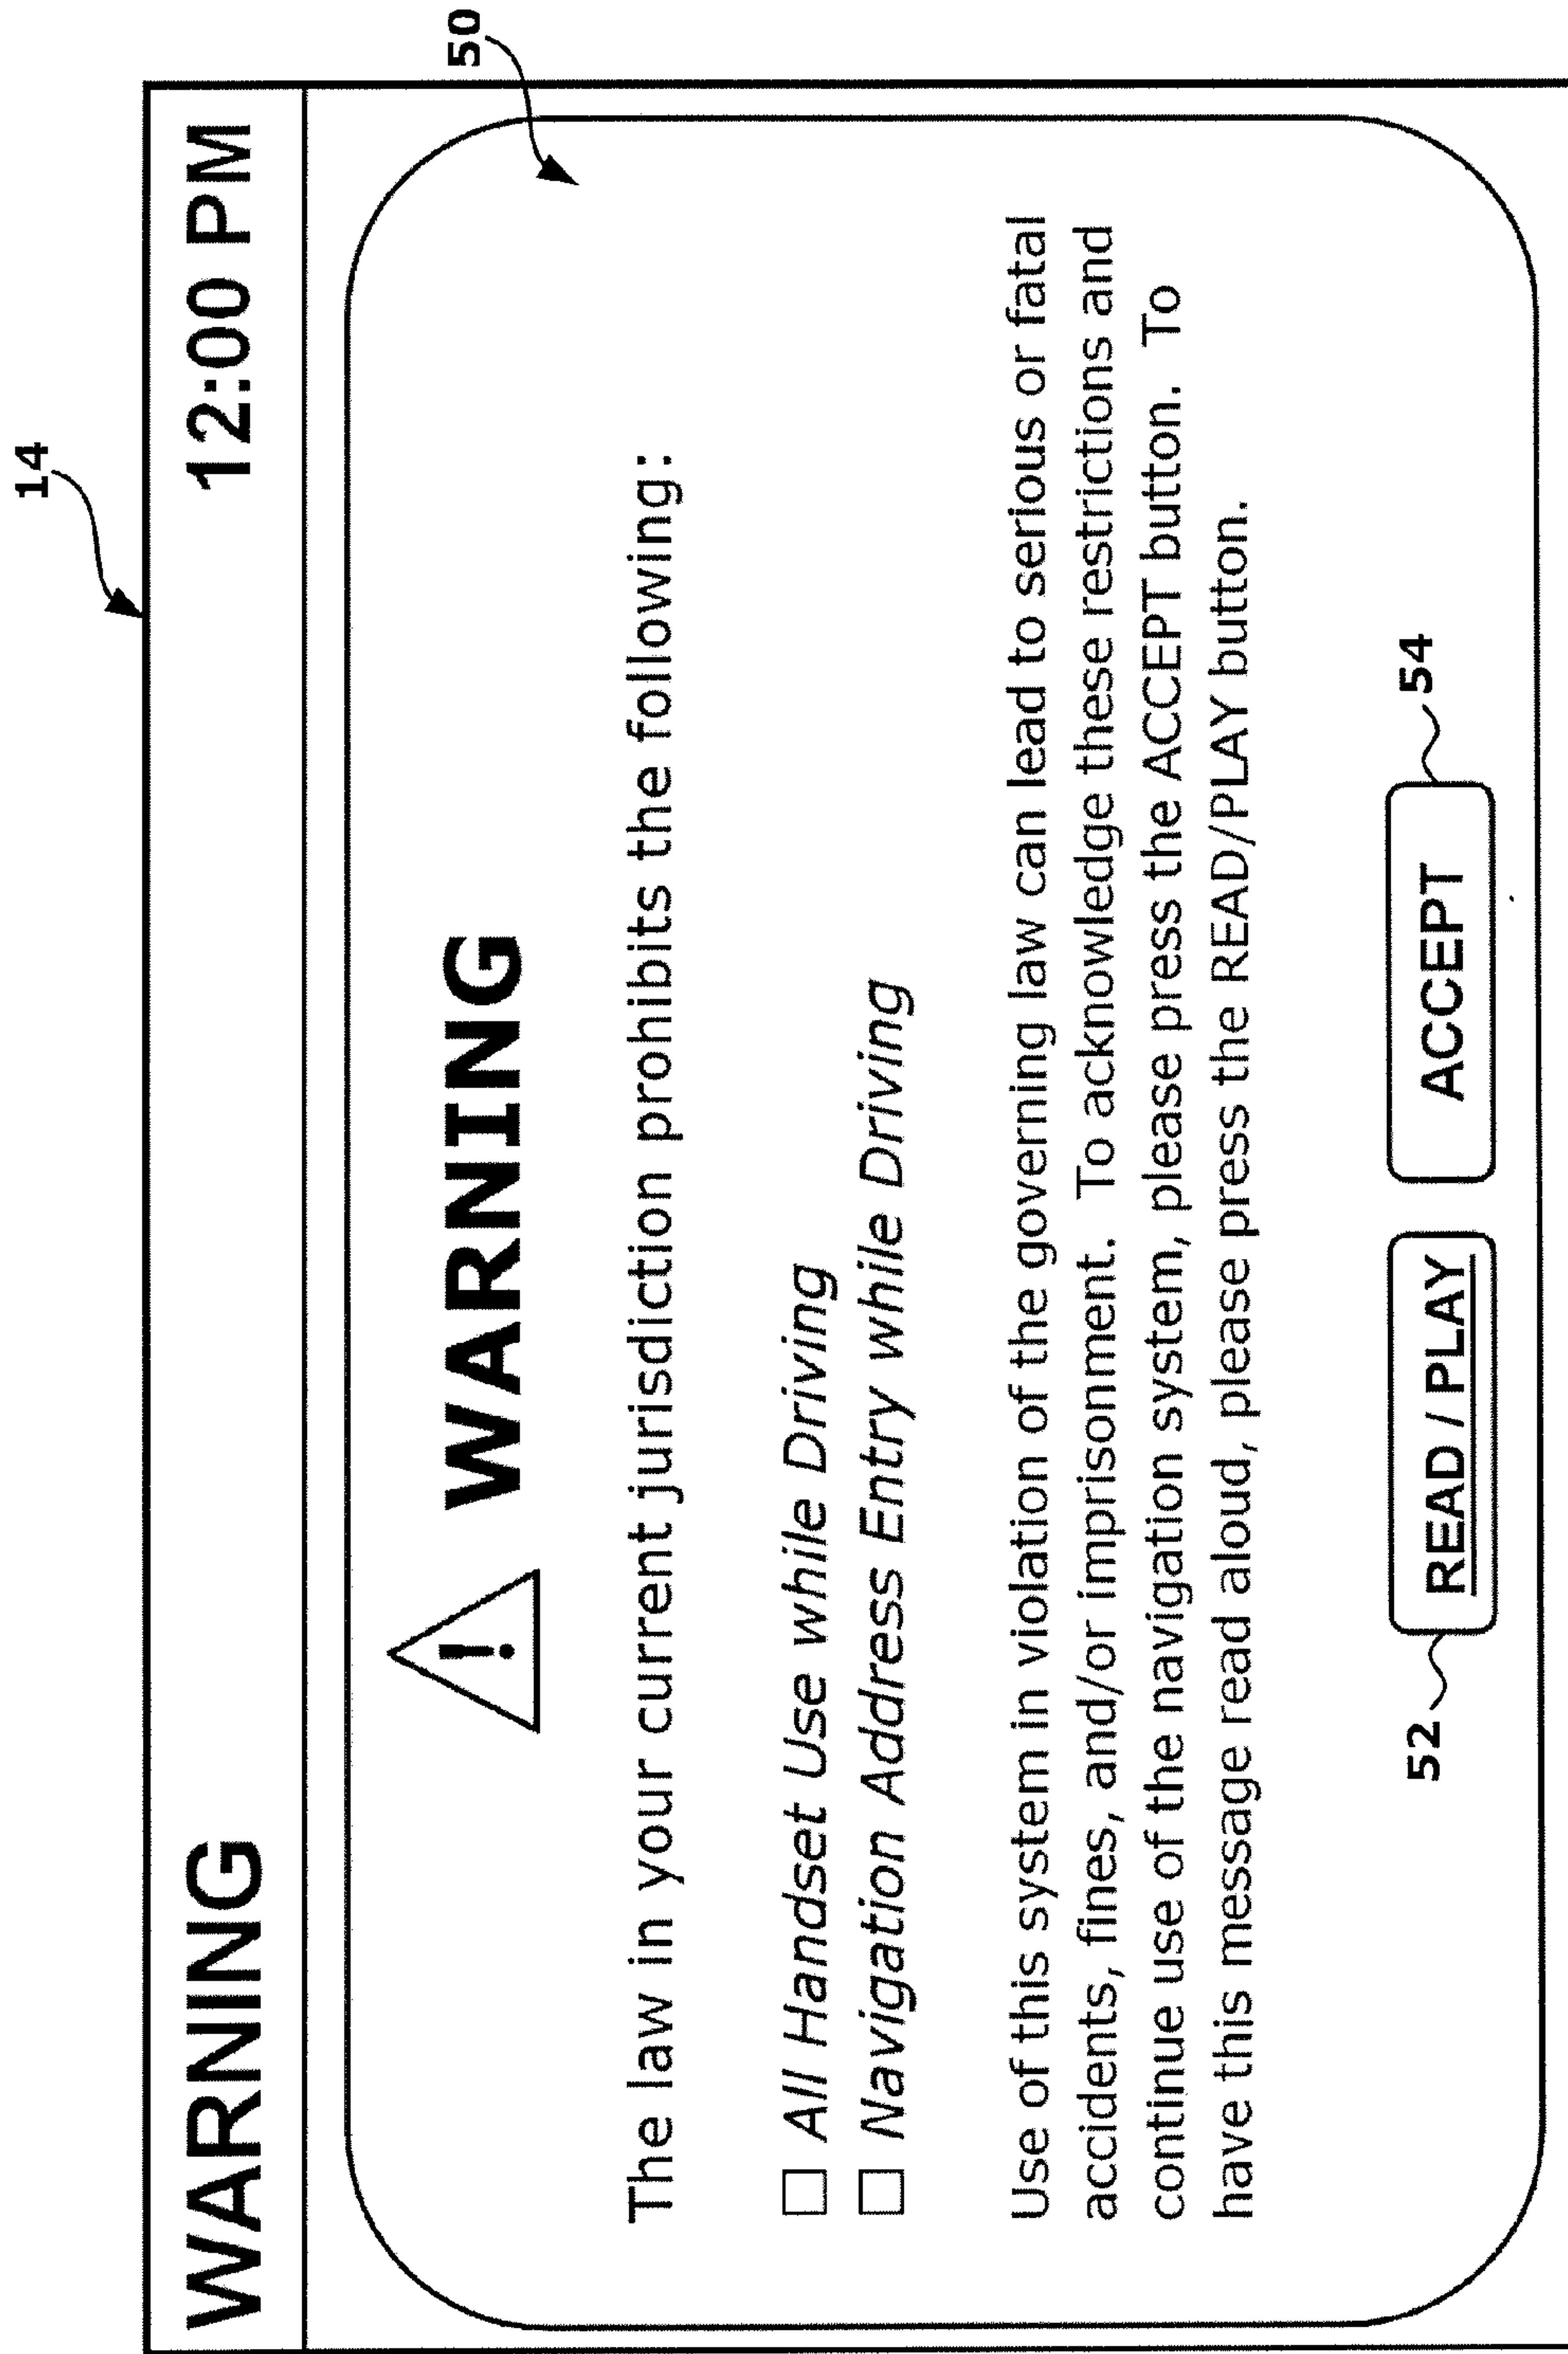 14
WARNING 12:00 PM
50
! WARNING
The law in your current jurisdiction prohibits the following:
☐ All Handset Use while Driving
☐ Navigation Address Entry while Driving
Use of this system in violation of the governing law can lead to serious or fatal
accidents, fines, and/or imprisonment. To acknowledge these restrictions and
continue use of the navigation system, please press the ACCEPT button. To
have this message read aloud, please press the READ/PLAY button.
52 READ / PLAY ACCEPT 54